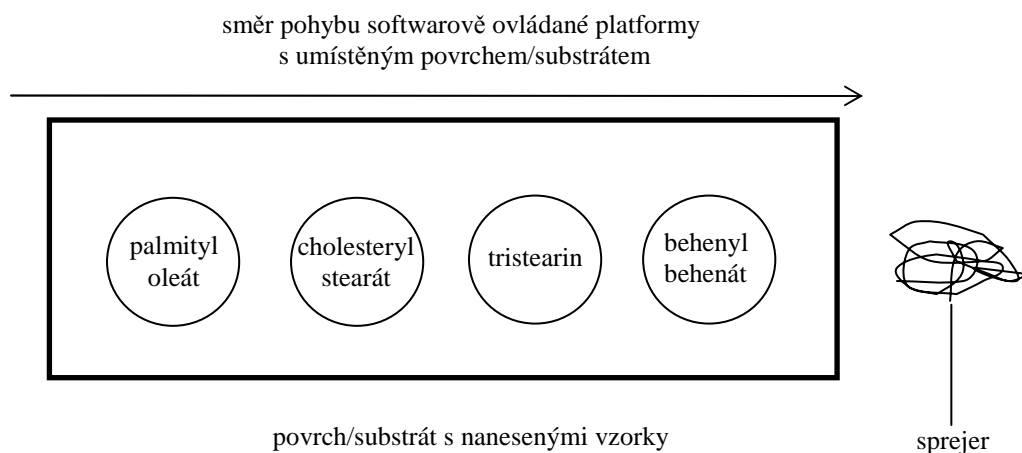 směr pohybu softwarově ovládané platformy
s umístěným povrchem/substrátem
palmityl
oleát
cholesteryl
stearát
tristearin
behenyl
behenát
povrch/substrát s nanesenými vzorky
sprejer